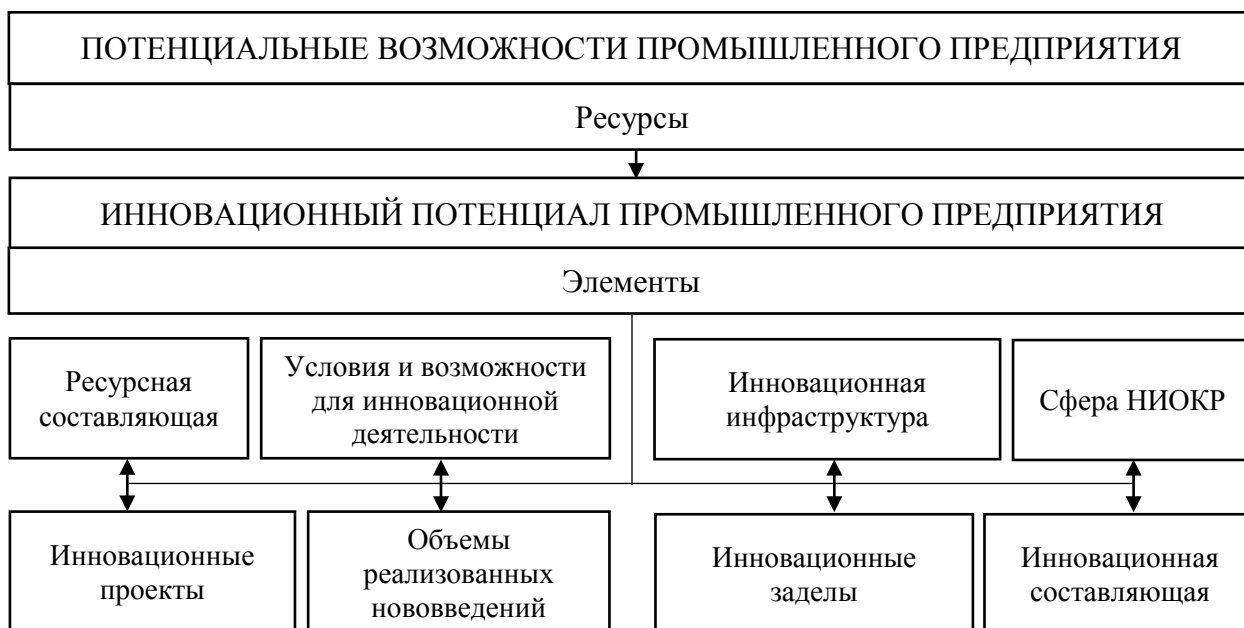 ПОТЕНЦИАЛЬНЫЕ ВОЗМОЖНОСТИ ПРОМЫШЛЕННОГО ПРЕДПРИЯТИЯ
Ресурсы
ИННОВАЦИОННЫЙ ПОТЕНЦИАЛ ПРОМЫШЛЕННОГО ПРЕДПРИЯТИЯ
Элементы
Ресурсная
составляющая
Условия и возможности
для инновационной
деятельности
Инновационная
инфраструктура
Сфера НИОКР
Инновационные
проекты
Объемы
реализованных
нововведений
Инновационные
заделы
Инновационная
составляющая